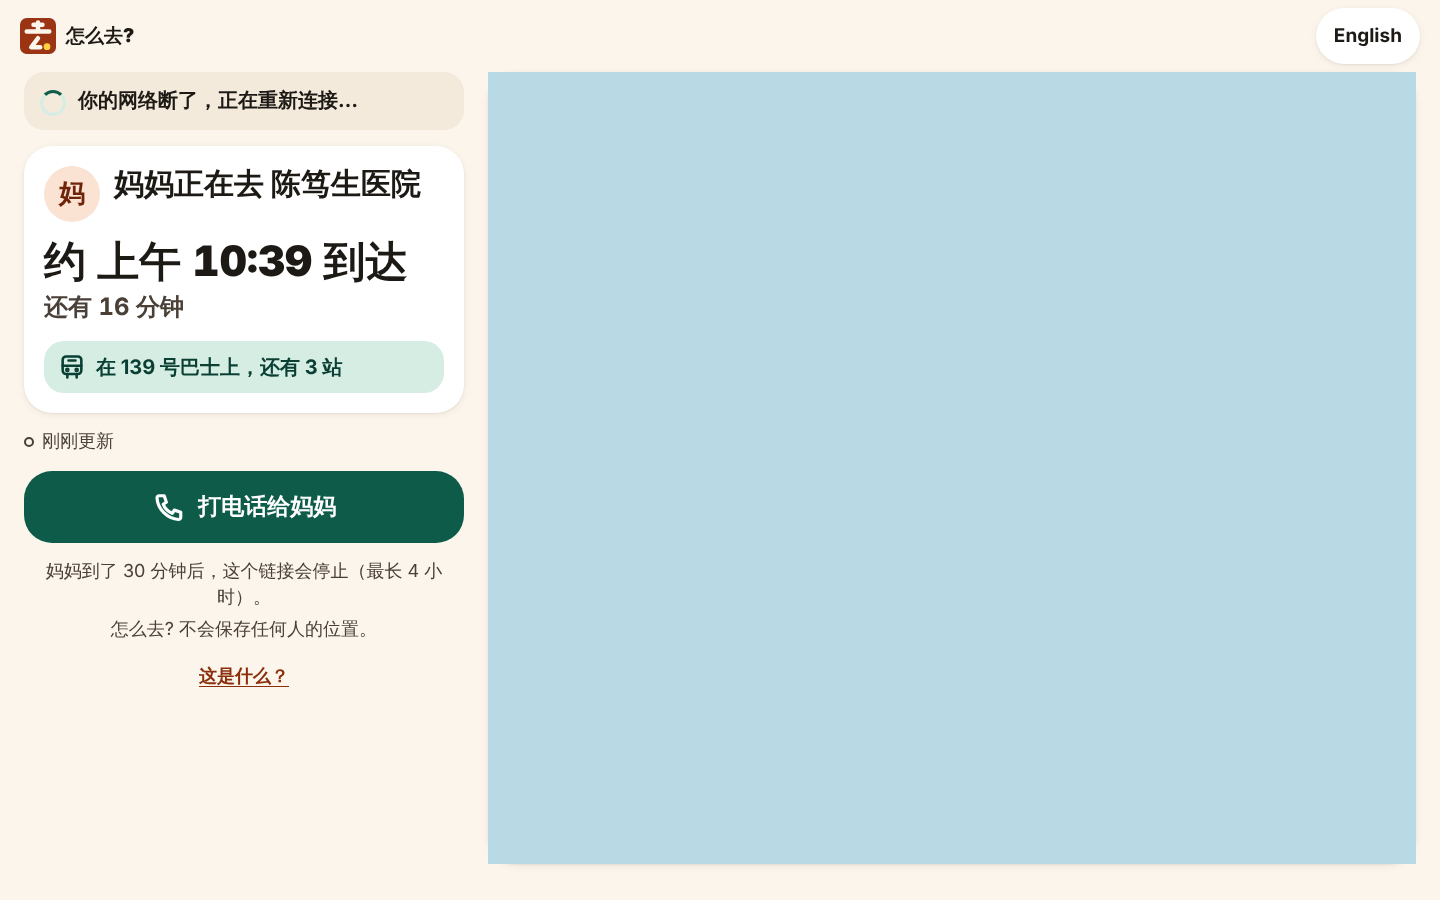 去
怎么去?
English
你的网络断了，正在重新连接...
妈
妈妈正在去 陈笃生医院
约 上午 10:39 到达
还有 16 分钟
在 139 号巴士上，还有 3 站
刚刚更新
打电话给妈妈
妈妈到了 30 分钟后，这个链接会停止（最长 4 小
时）。
怎么去? 不会保存任何人的位置。
这是什么？